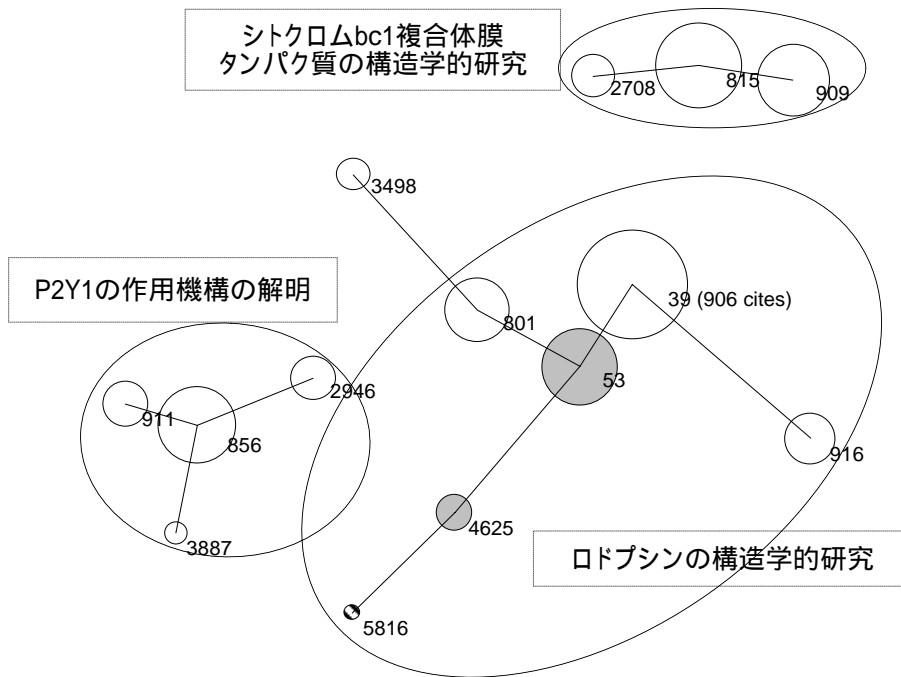 シトクロムbc1複合体膜
タンパク質の構造学的研究
2708
815
909
3498
P2Y1の作用機構の解明
39 (906 cites)
801
53
2946
911
856
916
3887
4625
ロドプシンの構造学的研究
5816